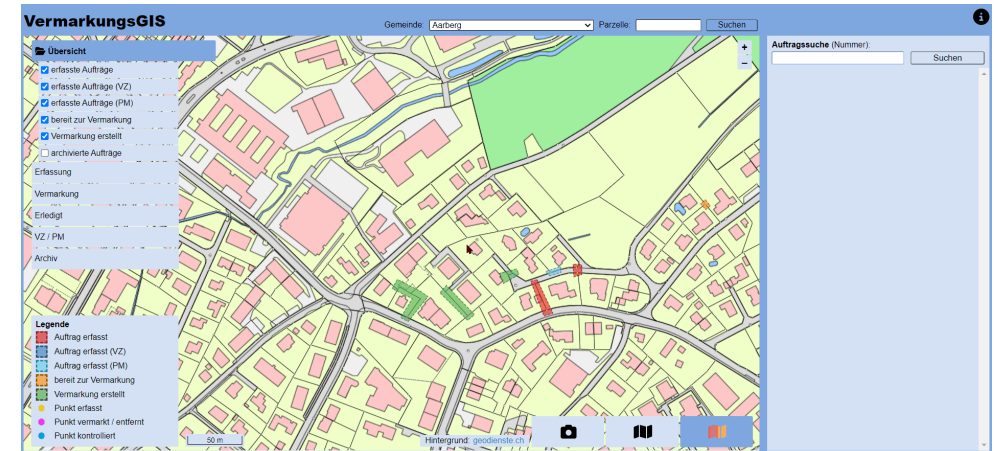 VermarkungsGIS
Gemeinde: Aarberg Parzelle: Suchen
Übersicht
erfasste Aufträge
erfasste Aufträge (VZ)
erfasste Aufträge (PM)
bereit zur Vermarkung
Vermarkung erstellt
archivierte Aufträge
Erfassung
Vermarkung
Erledigt
VZ / PM
Archiv
Legende
Auftrag erfasst
Auftrag erfasst (VZ)
Auftrag erfasst (PM)
bereit zur Vermarkung
Vermarkung erstellt
Punkt erfasst
Punkt vermarkt / entfernt
Punkt kontrolliert
50 m
+
−
Hintergrund: geodienste.ch
Auftragssuche (Nummer):
Suchen
i